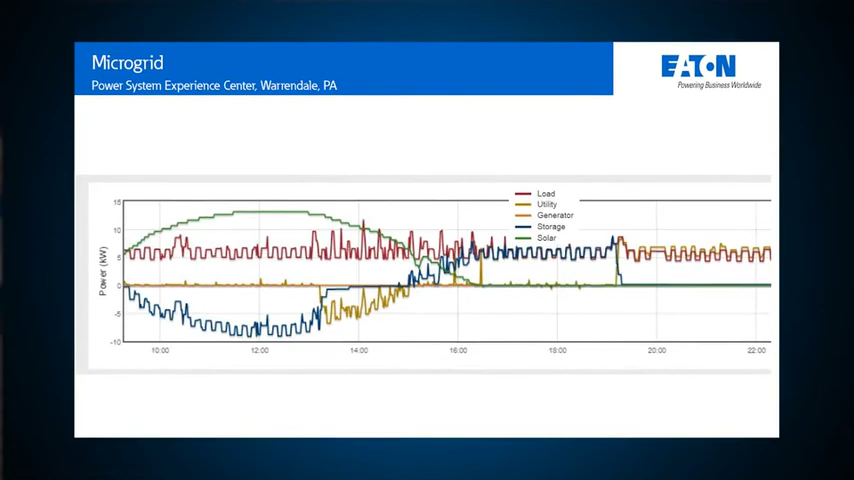 Microgrid
Power System Experience Center, Warrendale, PA
EATON
Powering Business Worldwide
Load
Utility
Generator
Storage
Solar
Power (kW)
15
10
5
0
-5
-10
10:00
12:00
14:00
16:00
18:00
20:00
22:00